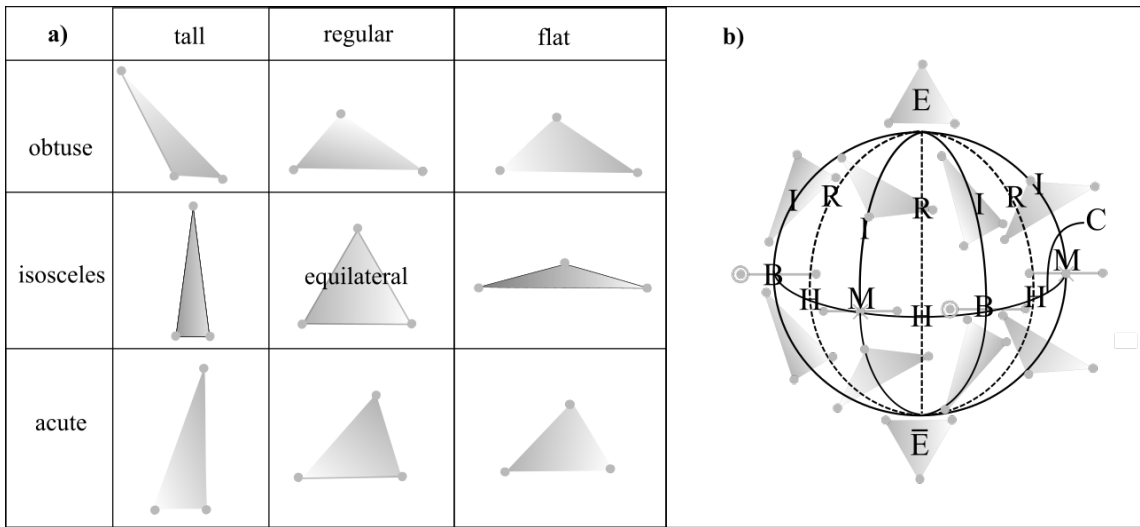 a) tall regular flat
obtuse
isosceles equilateral
acute
b)
E
I R R I R I
I
C
B M
H M H B H
E̅